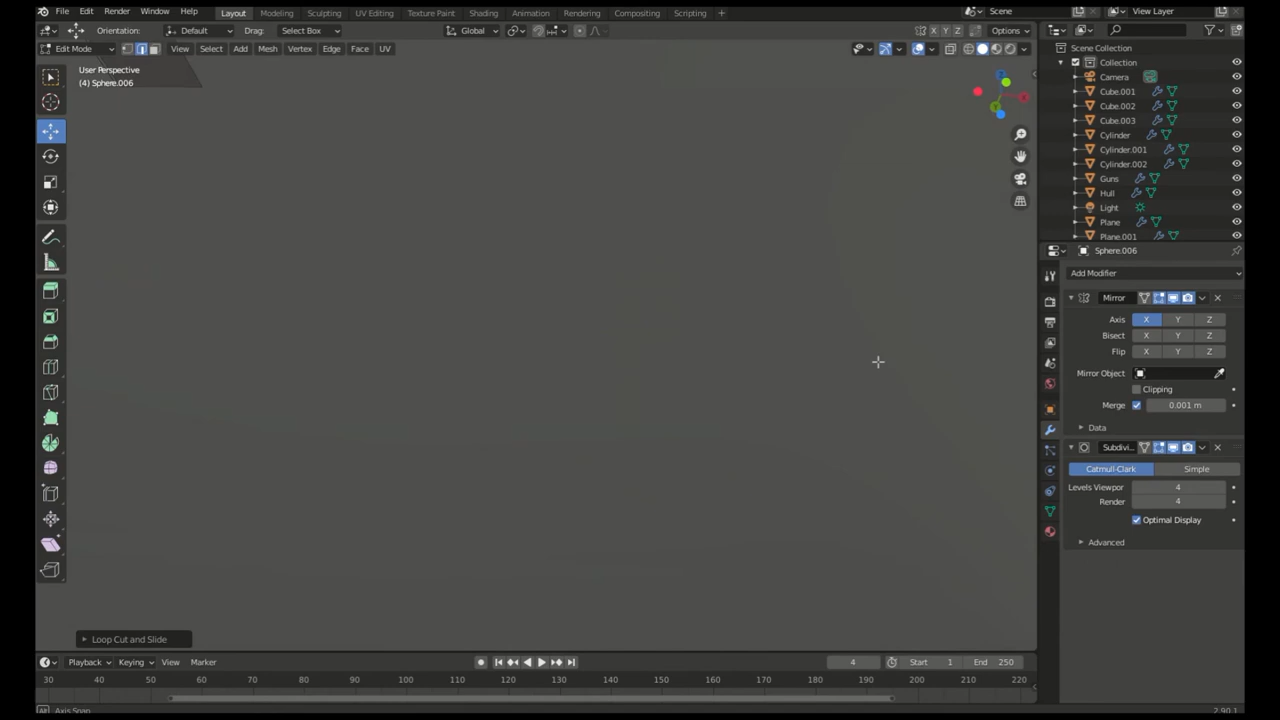 File Edit Render Window Help Layout Modeling Sculpting UV Editing Texture Paint Shading Animation Rendering Compositing Scripting + Scene View Layer
Orientation: Default Drag: Select Box Global X Y Z Options
Edit Mode View Select Add Mesh Vertex Edge Face UV
User Perspective
(4) Sphere.006
Scene Collection
Collection
Camera
Cube.001
Cube.002
Cube.003
Cylinder
Cylinder.001
Cylinder.002
Guns
Hull
Light
Plane
Plane.001
Sphere.006
Add Modifier
Mirror
Axis X Y Z
Bisect X Y Z
Flip X Y Z
Mirror Object
Clipping
Merge 0.001 m
Data
Subdivi...
Catmull-Clark Simple
Levels Viewpor 4
Render 4
Optimal Display
Advanced
Loop Cut and Slide
Playback Keying View Marker 4 Start 1 End 250
30 40 50 60 70 80 90 100 110 120 130 140 150 160 170 180 190 200 210 220
Alt Axis Snap 2.90.1